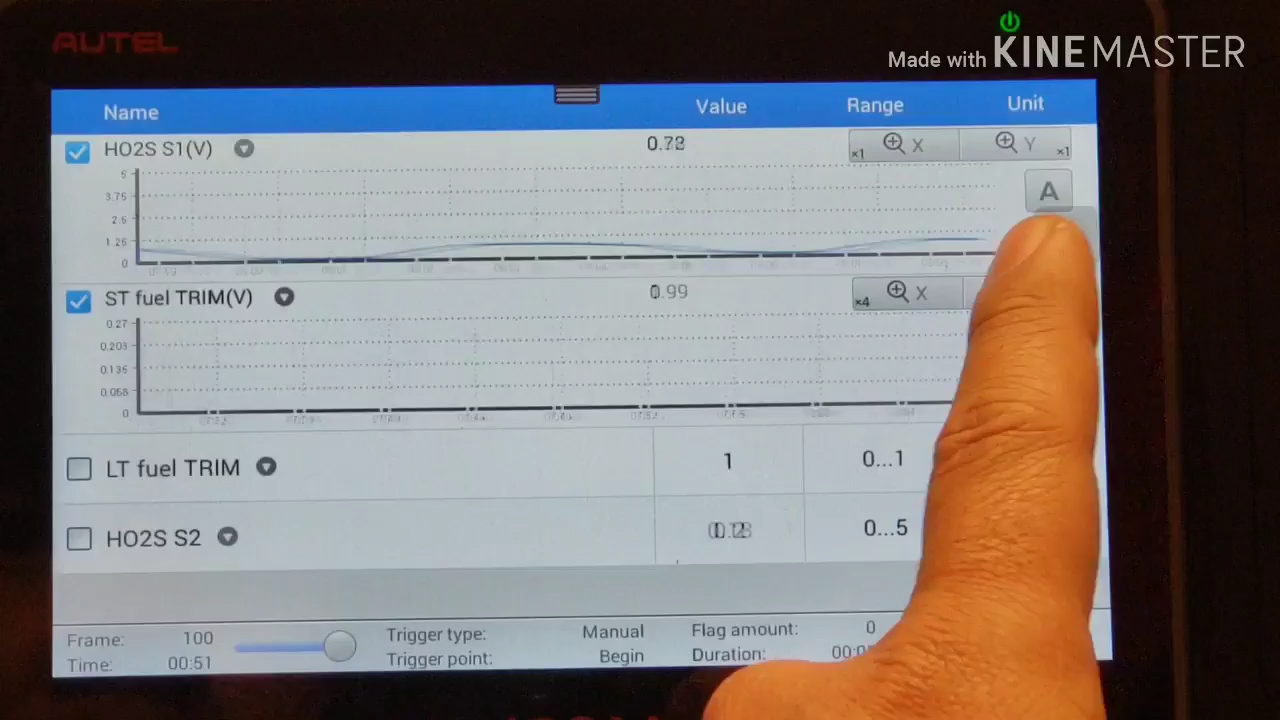 AUTEL
Made with KINEMASTER
Name Value Range Unit
HO2S S1(V) 0.72 ×1 X Y ×1
A
5
3.75
2.5
1.25
0
ST fuel TRIM(V) 0.99 ×4 X
0.27
0.203
0.135
0.068
0
LT fuel TRIM 1 0...1
HO2S S2 0...5
Frame: 100 Trigger type: Manual Flag amount: 0
Time: 00:51 Trigger point: Begin Duration: